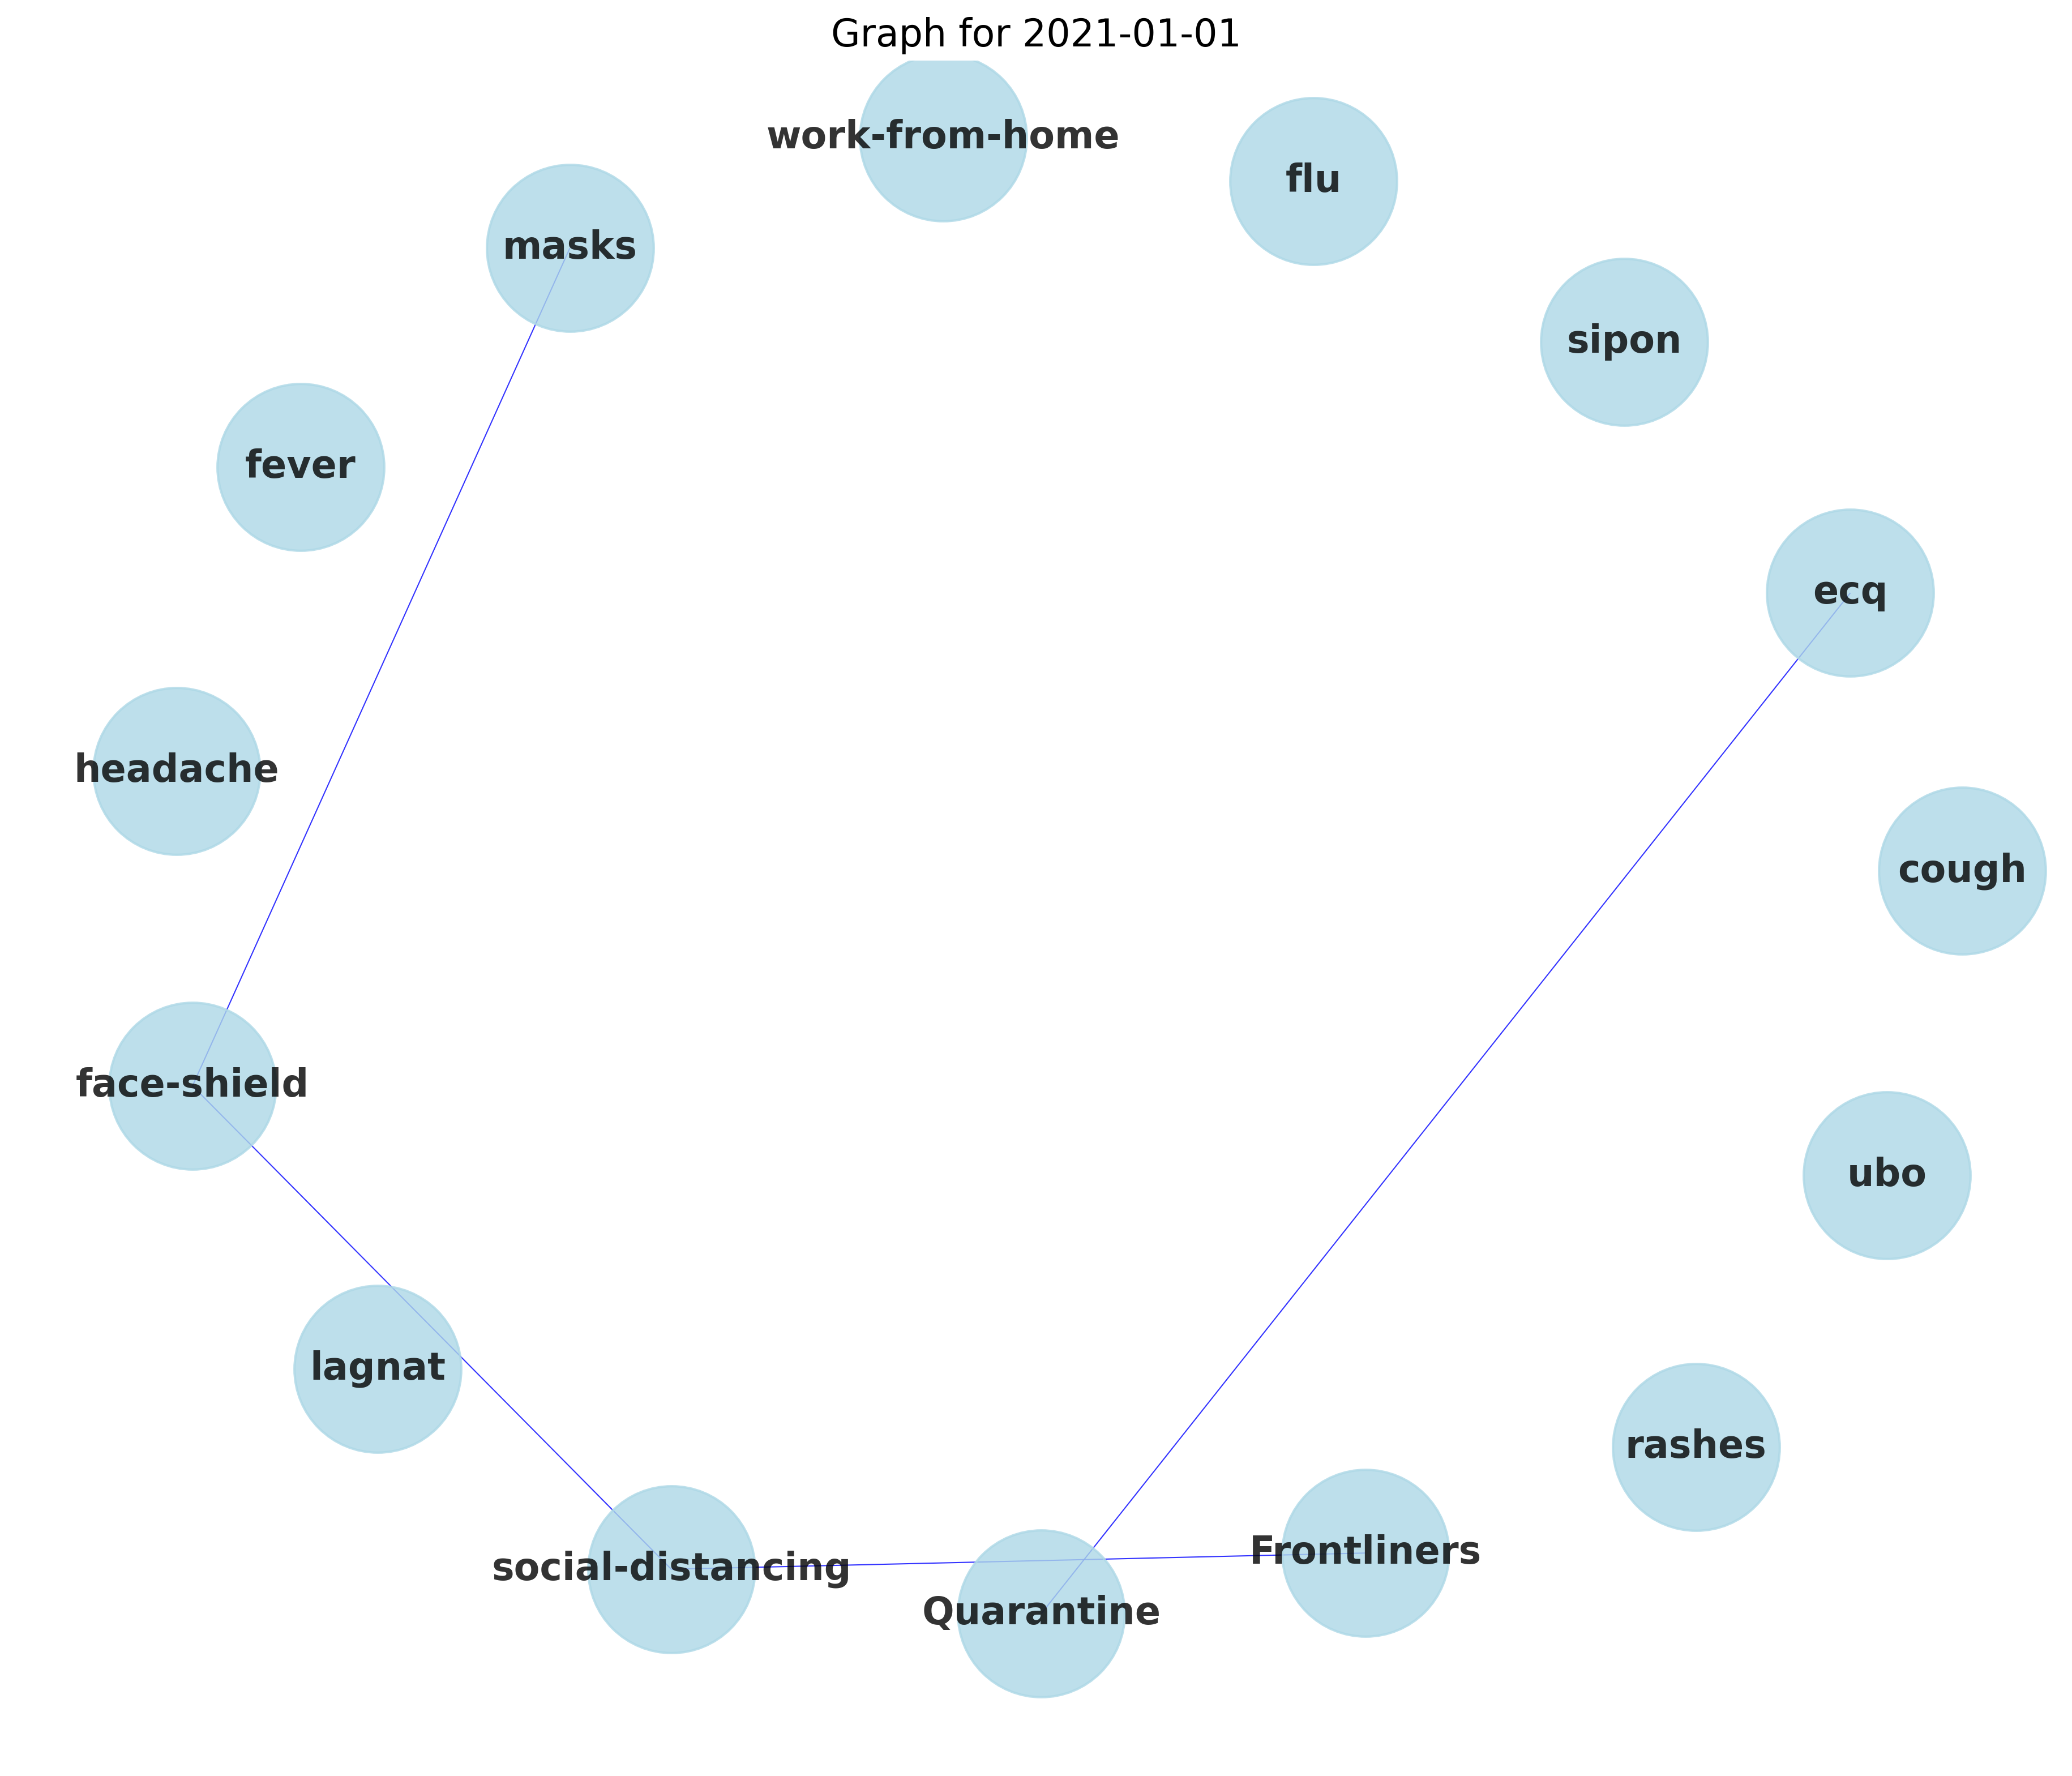 Graph for 2021-01-01
work-from-home
flu
masks
sipon
fever
ecq
headache
cough
face-shield
ubo
lagnat
rashes
Frontliners
social-distancing
Quarantine